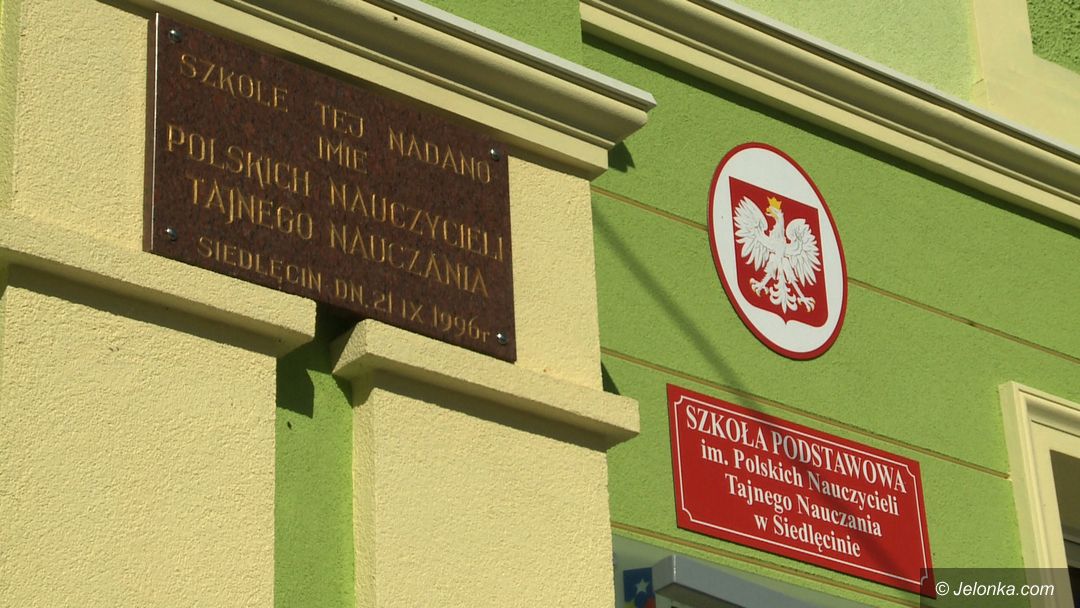 SZKOLE TEJ NADANO
IMIĘ
POLSKICH NAUCZYCIELI
TAJNEGO NAUCZANIA
SIEDLĘCIN DN. 21 IX 1996r
SZKOŁA PODSTAWOWA
im. Polskich Nauczycieli
Tajnego Nauczania
w Siedlęcinie
© Jelonka.com